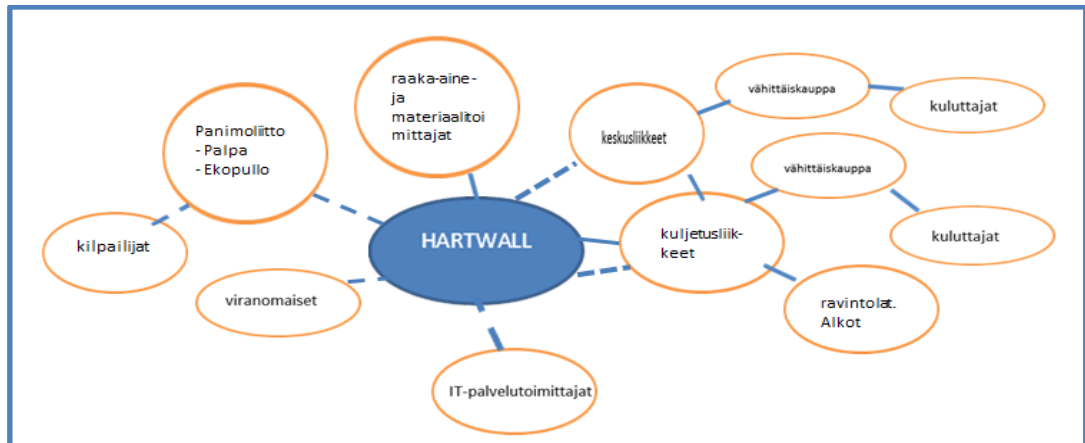 raaka-aine-
ja
materiaalitoi
mittajat
Panimoliitto
- Palpa
- Ekopullo
kilpailijat
viranomaiset
HARTWALL
IT-palvelutoimittajat
keskusliikkeet
vähittäiskauppa
kuluttajat
vähittäiskauppa
kuluttajat
kuljetusliik-
keet
ravintolat.
Alkot